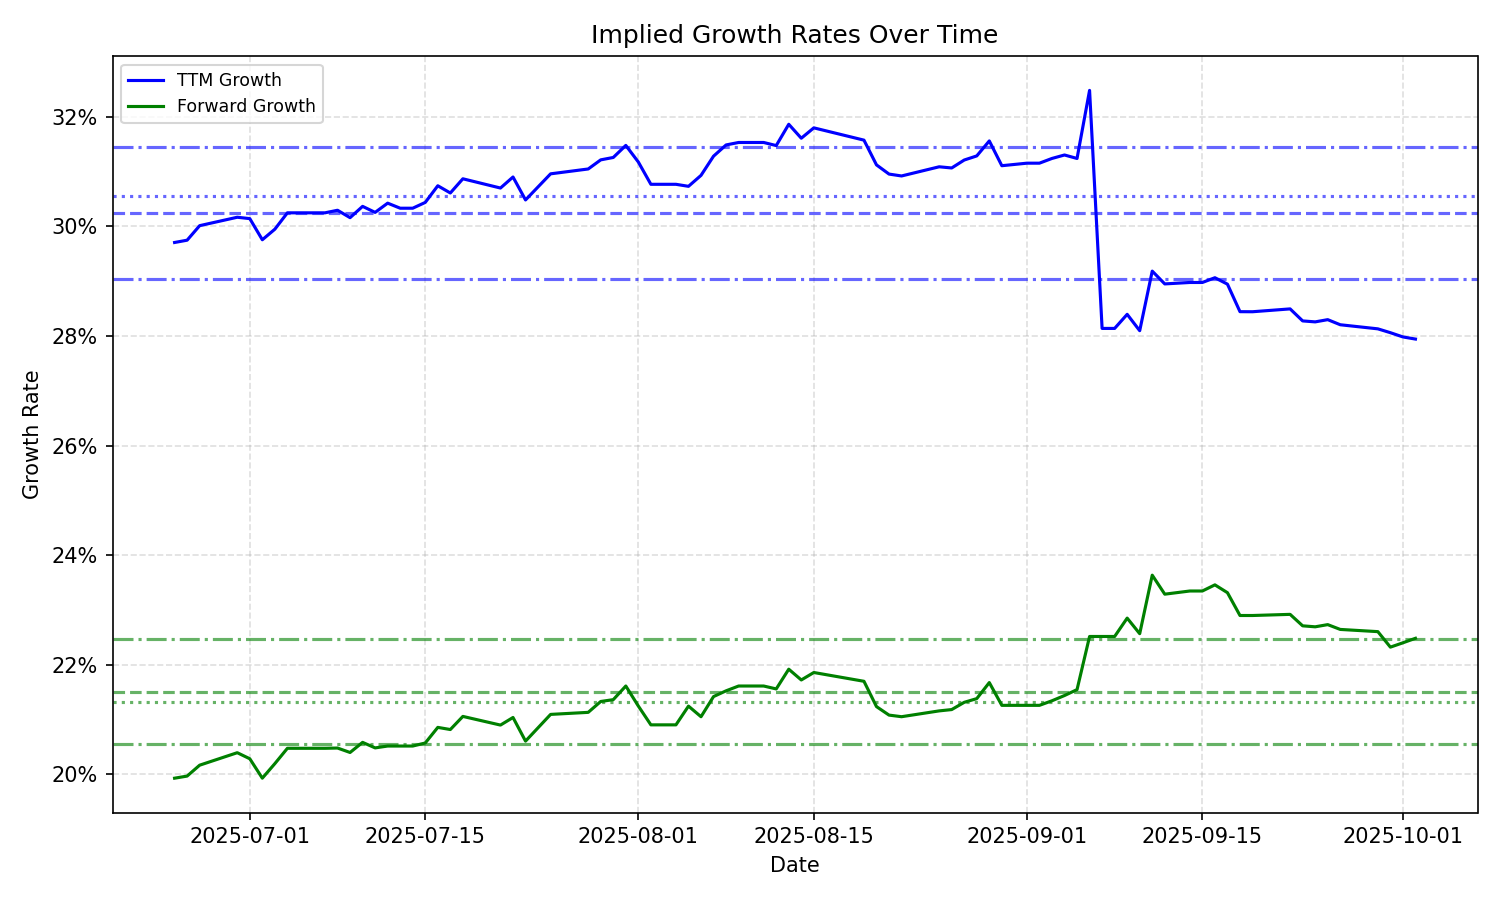 Implied Growth Rates Over Time
TTM Growth
Forward Growth
32%
30%
28%
26%
24%
22%
20%
Growth Rate
2025-07-01
2025-07-15
2025-08-01
2025-08-15
2025-09-01
2025-09-15
2025-10-01
Date